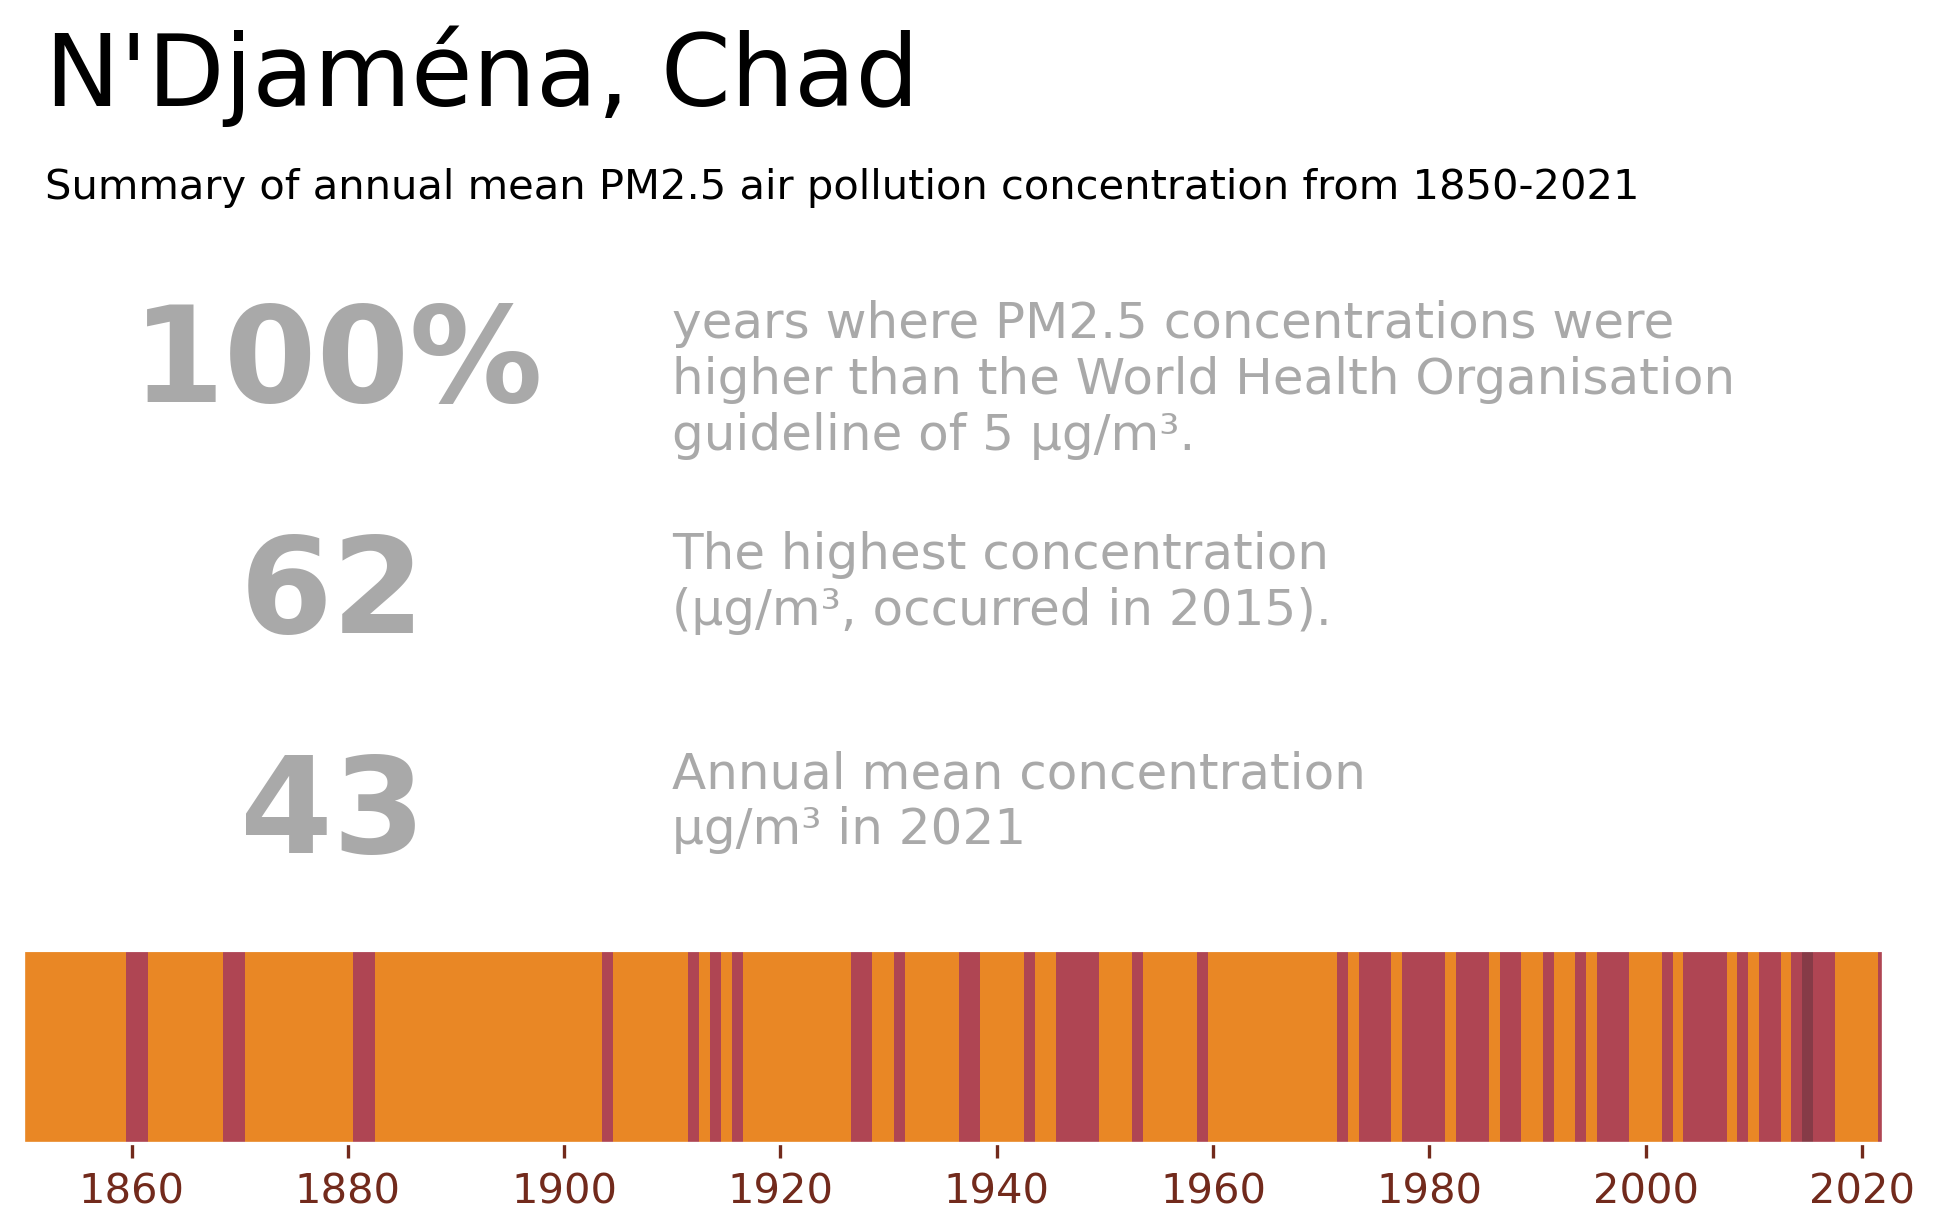 N'Djaména, Chad
Summary of annual mean PM2.5 air pollution concentration from 1850-2021
100%
years where PM2.5 concentrations were
higher than the World Health Organisation
guideline of 5 µg/m³.
62
The highest concentration
(µg/m³, occurred in 2015).
43
Annual mean concentration
µg/m³ in 2021
1860 1880 1900 1920 1940 1960 1980 2000 2020